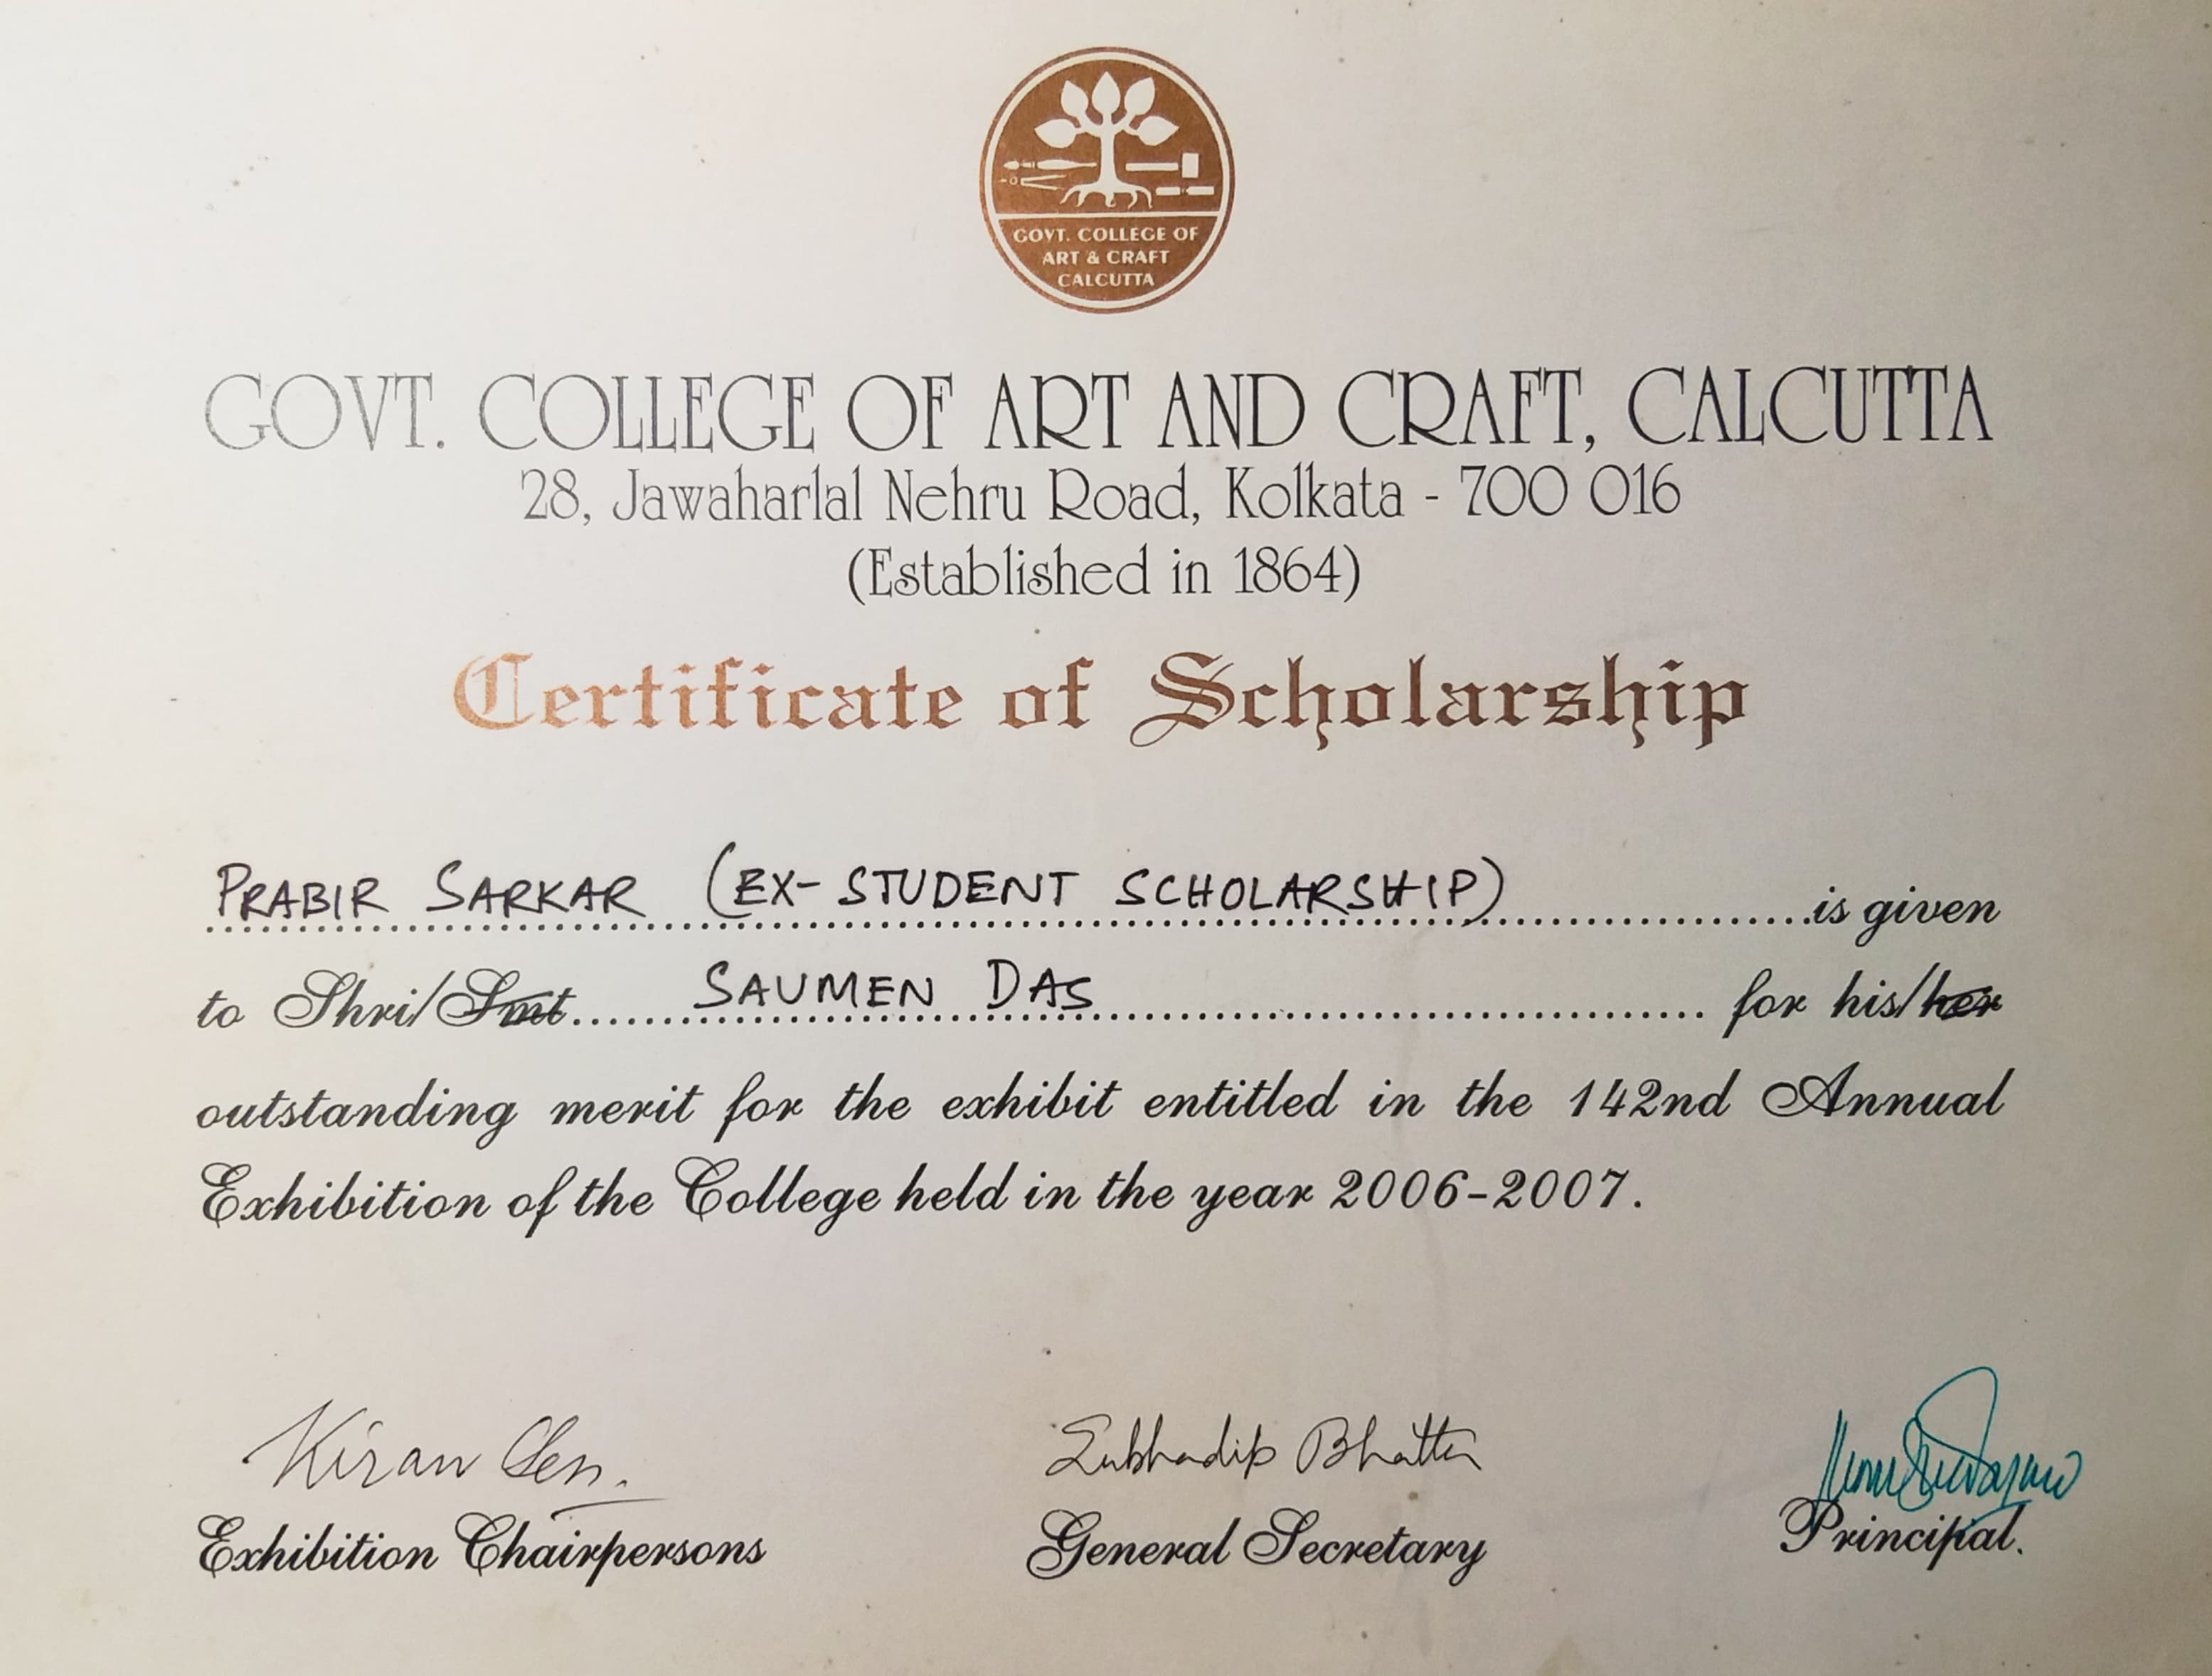 GOVT. COLLEGE OF
ART & CRAFT
CALCUTTA
GOVT. COLLEGE OF ART AND CRAFT, CALCUTTA
28, Jawaharlal Nehru Road, Kolkata - 700 016
(Established in 1864)
Certificate of Scholarship
PRABIR SARKAR (EX-STUDENT SCHOLARSHIP) is given
to Shri/Smt SAUMEN DAS for his/her
outstanding merit for the exhibit entitled in the 142nd Annual
Exhibition of the College held in the year 2006-2007.
Kiran Sen. Subhadip
Exhibition Chairpersons General Secretary Principal.